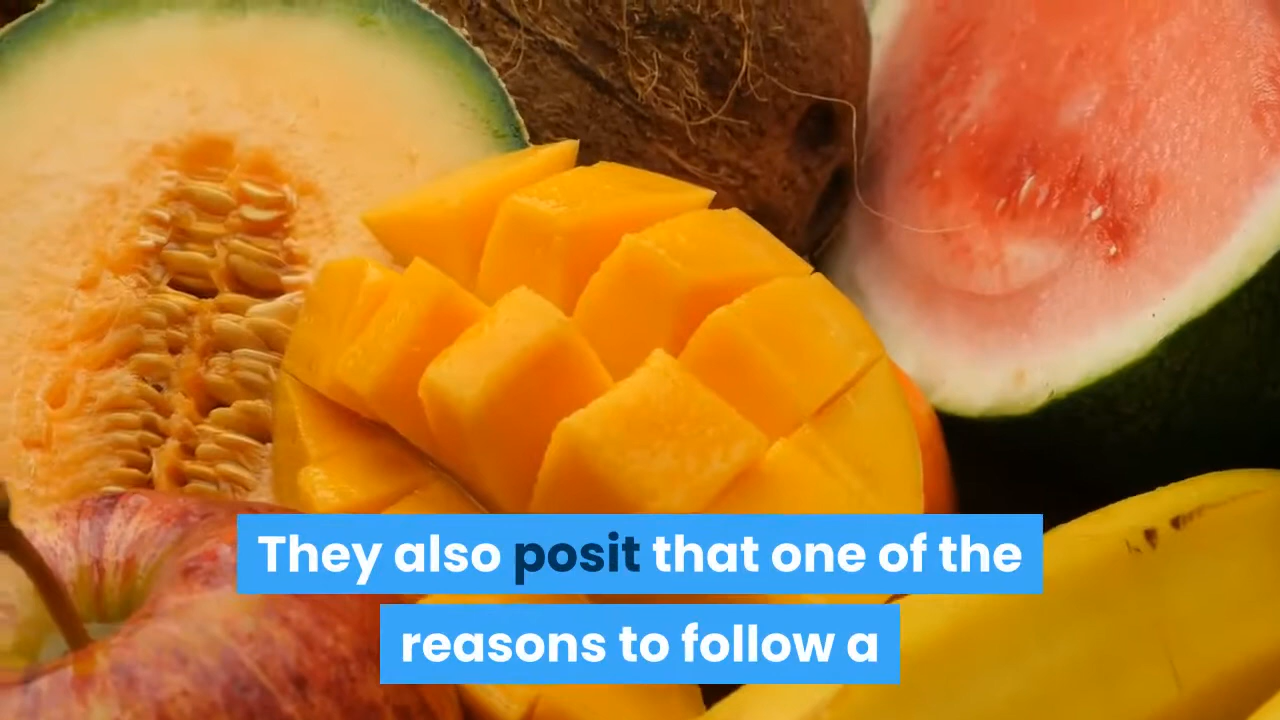 They also posit that one of the
reasons to follow a